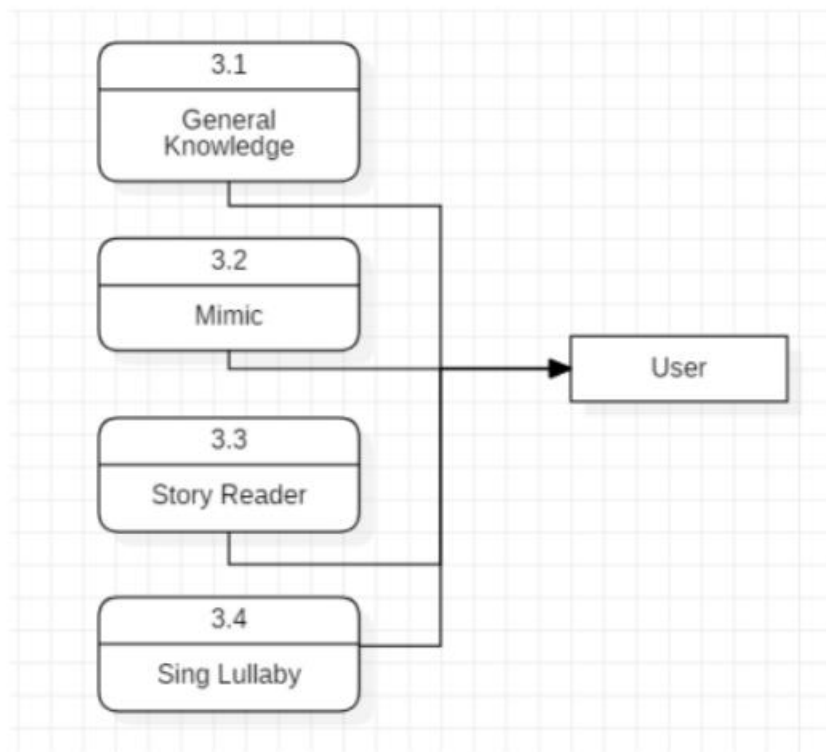 3.1
General
Knowledge
3.2
Mimic
User
3.3
Story Reader
3.4
Sing Lullaby